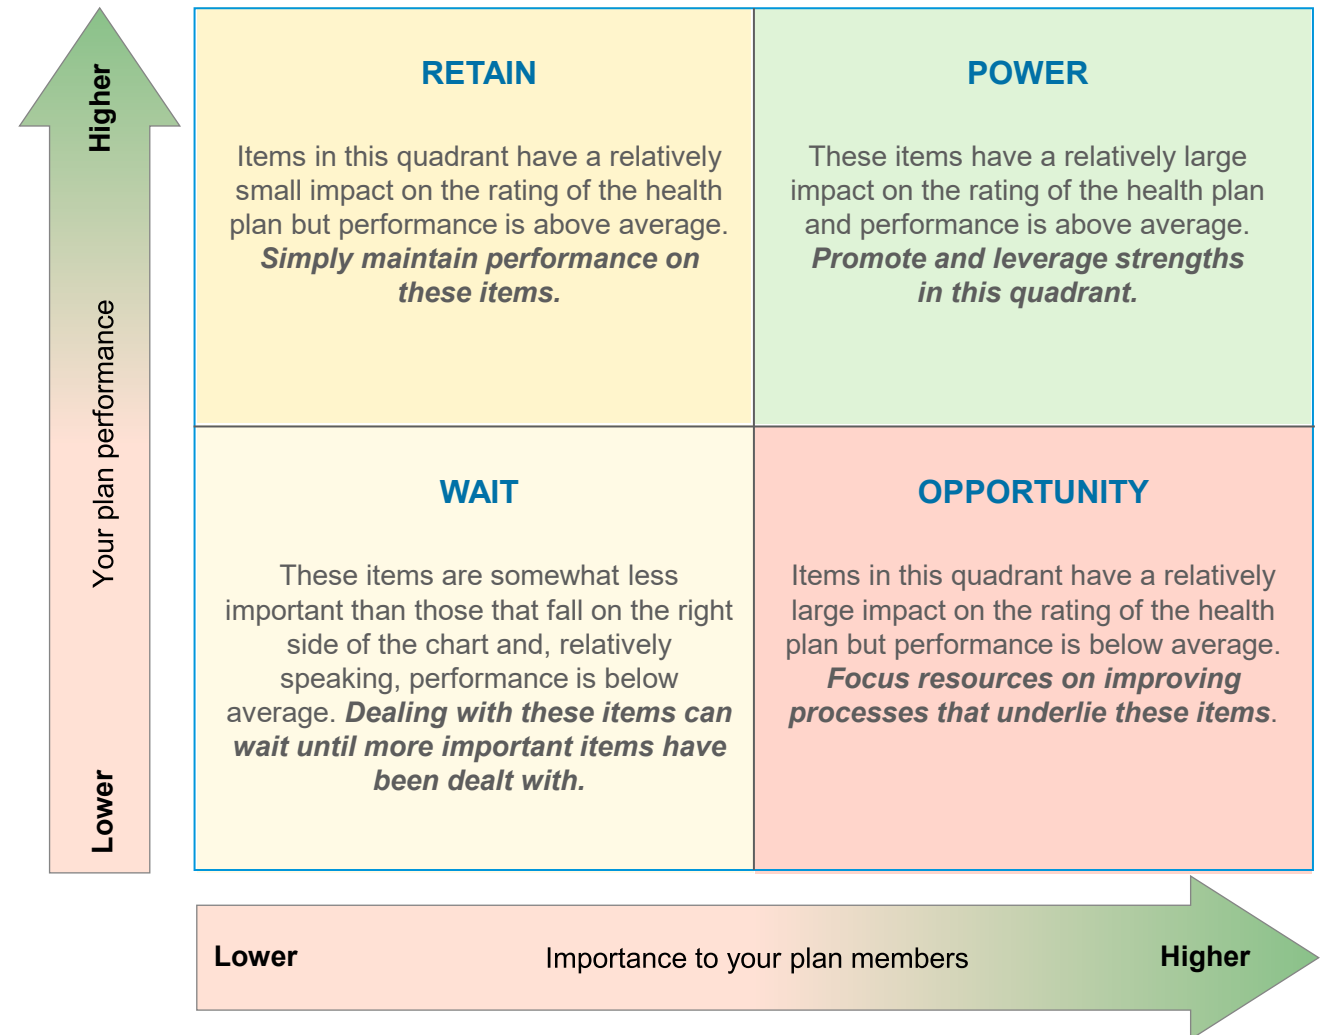 Higher
Your plan performance
Lower
RETAIN
Items in this quadrant have a relatively
small impact on the rating of the health
plan but performance is above average.
Simply maintain performance on
these items.
POWER
These items have a relatively large
impact on the rating of the health plan
and performance is above average.
Promote and leverage strengths
in this quadrant.
WAIT
These items are somewhat less
important than those that fall on the right
side of the chart and, relatively
speaking, performance is below
average. Dealing with these items can
wait until more important items have
been dealt with.
OPPORTUNITY
Items in this quadrant have a relatively
large impact on the rating of the health
plan but performance is below average.
Focus resources on improving
processes that underlie these items.
Lower
Importance to your plan members
Higher